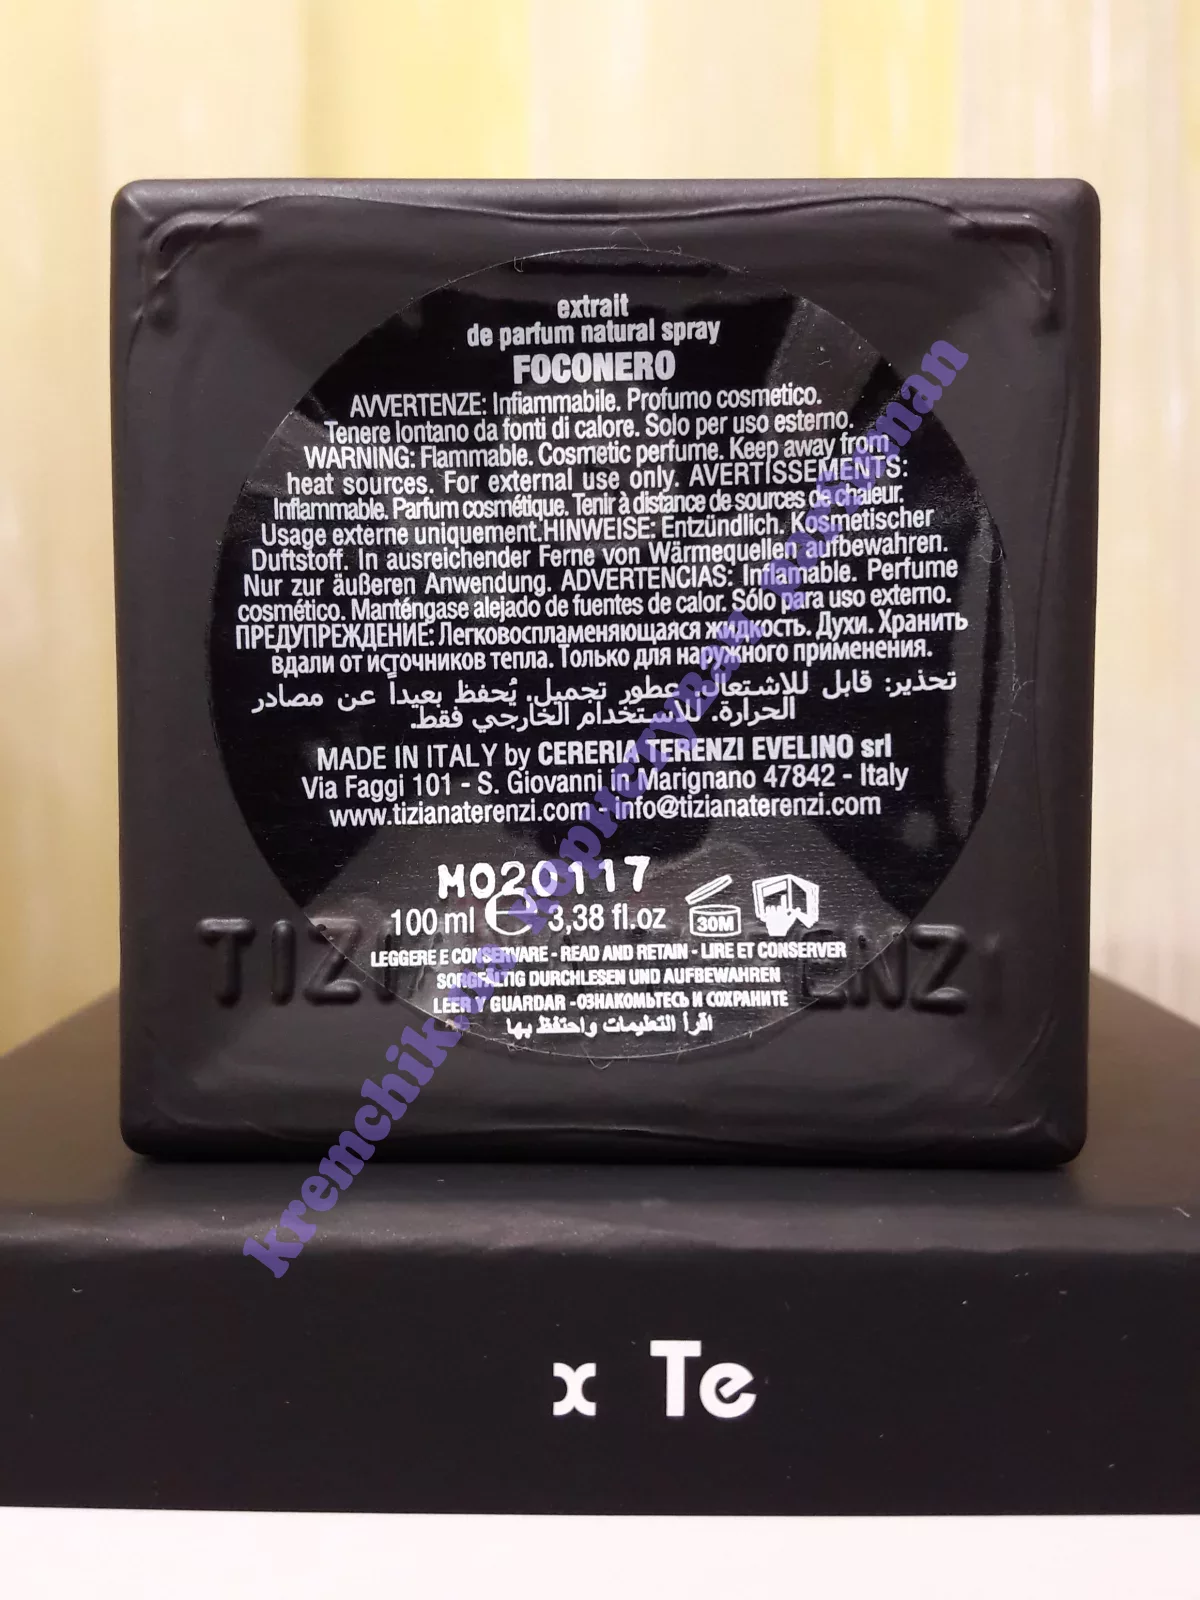 extrait
de parfum natural spray
FOCONERO
AVVERTENZE: Infiammabile. Profumo cosmetico.
Tenere lontano da fonti di calore. Solo per uso esterno.
WARNING: Flammable. Cosmetic perfume. Keep away from
heat sources. For external use only. AVERTISSEMENTS:
Inflammable. Parfum cosmétique. Tenir à distance de sources de chaleur.
Usage externe uniquement.HINWEISE: Entzündlich. Kosmetischer
Duftstoff. In ausreichender Ferne von Wärmequellen aufbewahren.
Nur zur äußeren Anwendung. ADVERTENCIAS: Inflamable. Perfume
cosmético. Manténgase alejado de fuentes de calor. Sólo para uso externo.
ПРЕДУПРЕЖДЕНИЕ: Легковоспламеняющаяся жидкость. Духи. Хранить
вдали от источников тепла. Только для наружного применения.
تحذير: قابل للاشتعال. عطور تجميل. يُحفظ بعيداً عن مصادر
الحرارة. للاستخدام الخارجي فقط.
MADE IN ITALY by CERERIA TERENZI EVELINO srl
Via Faggi 101 - S. Giovanni in Marignano 47842 - Italy
www.tizianaterenzi.com - info@tizianaterenzi.com
M020117
100 ml e 3,38 fl.oz 30M
LEGGERE E CONSERVARE - READ AND RETAIN - LIRE ET CONSERVER
SORGFÄLTIG DURCHLESEN UND AUFBEWAHREN
LEER Y GUARDAR -ОЗНАКОМЬТЕСЬ И СОХРАНИТЕ
اقرأ التعليمات واحتفظ بها
TIZIANA TERENZI
x Te